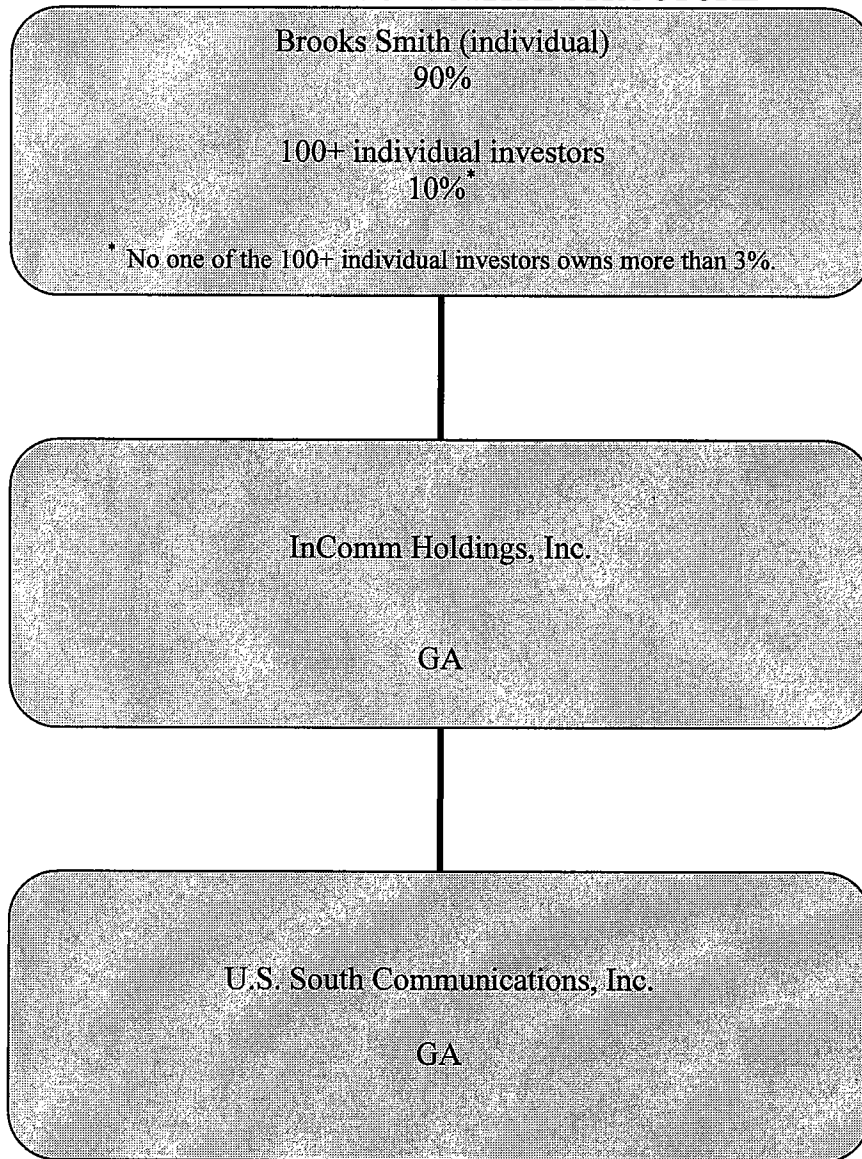 Brooks Smith (individual)
90%
100+ individual investors
10%*
* No one of the 100+ individual investors owns more than 3%.
InComm Holdings, Inc.
GA
U.S. South Communications, Inc.
GA